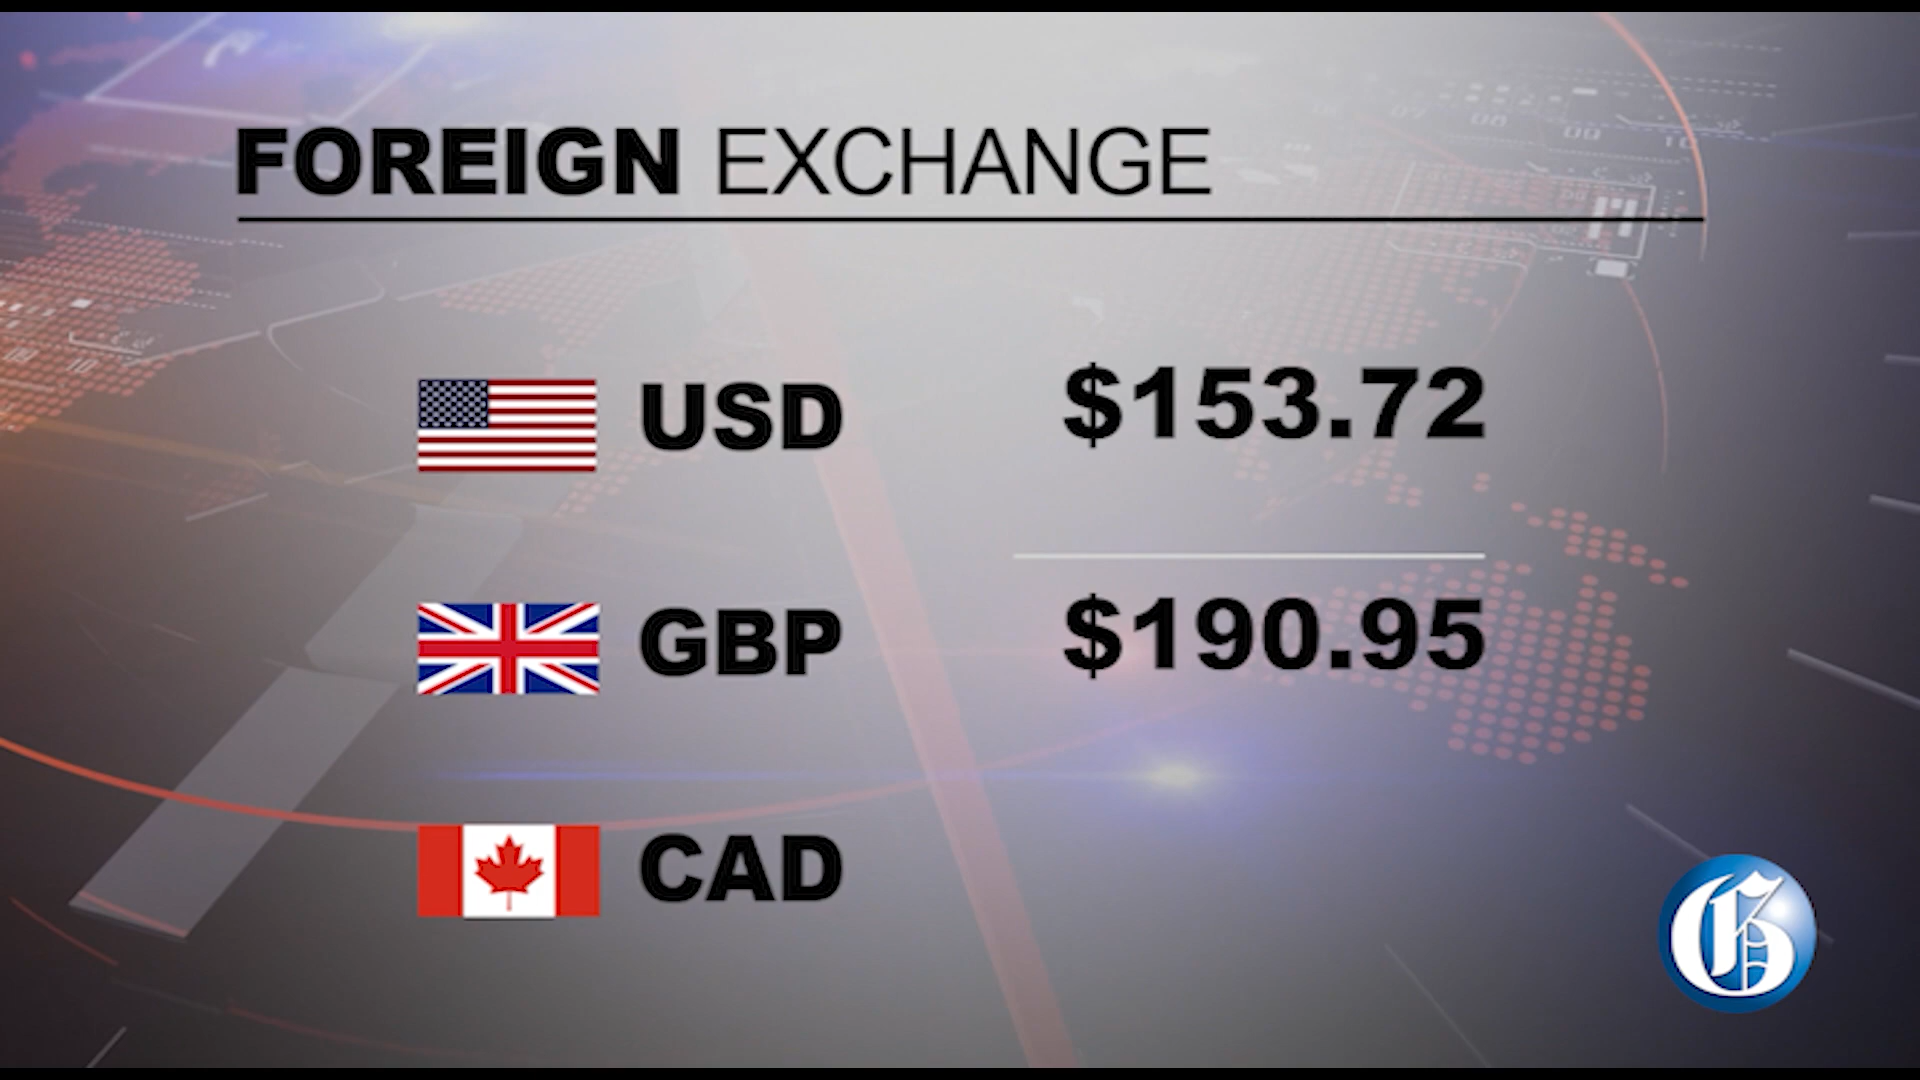 FOREIGN EXCHANGE
USD $153.72
GBP $190.95
CAD
G